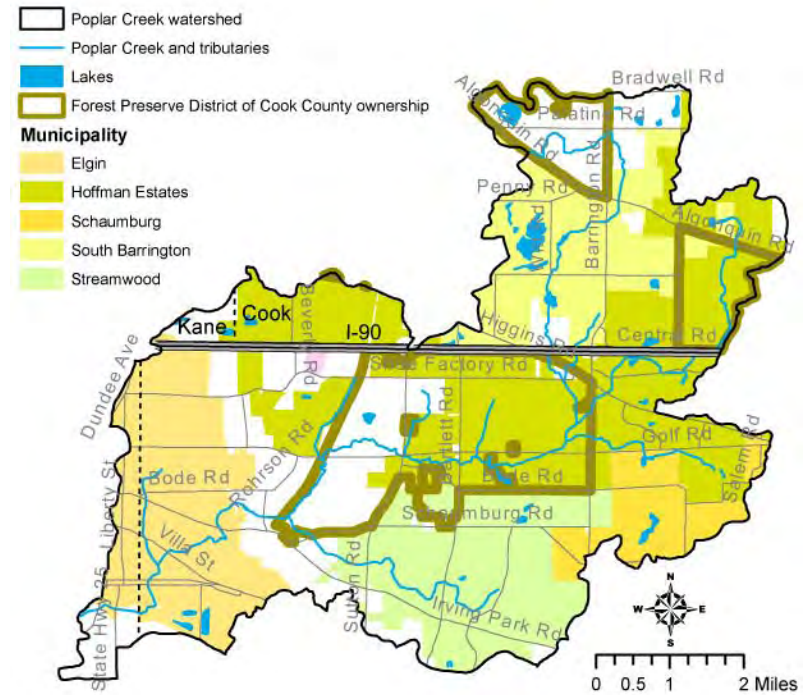 Poplar Creek watershed
Poplar Creek and tributaries
Lakes
Forest Preserve District of Cook County ownership
Municipality
Elgin
Hoffman Estates
Schaumburg
South Barrington
Streamwood
Bradwell Rd
Algonquin Rd
Palatine Rd
Penny Rd
Barrington Rd
Algonquin Rd
Kane
Cook
Beverly Rd
I-90
Higgins Rd
Central Rd
Shoe Factory Rd
Dundee Ave
Rohrson Rd
Bartlett Rd
Golf Rd
Salem Rd
Bode Rd
Bode Rd
Schaumburg Rd
Liberty St
Villa St
State Hwy 25
Sutton Rd
Irving Park Rd
N
W E
S
0 0.5 1 2 Miles